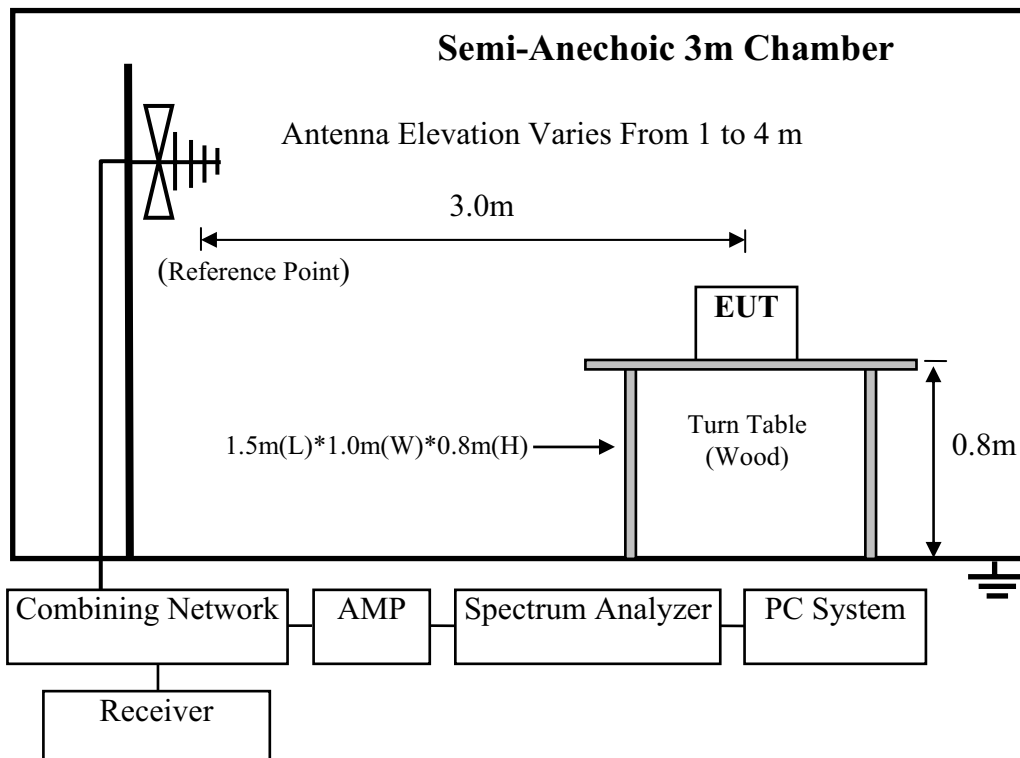 Semi-Anechoic 3m Chamber
Antenna Elevation Varies From 1 to 4 m
3.0m
(Reference Point)
EUT
1.5m(L)*1.0m(W)*0.8m(H)
Turn Table
(Wood)
0.8m
Combining Network
AMP
Spectrum Analyzer
PC System
Receiver